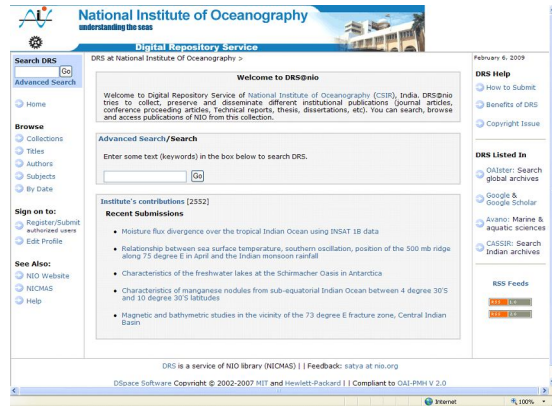 National Institute of Oceanography
understanding the seas
Digital Repository Service
Search DRS
Go
Advanced Search
Home
Browse
Collections
Titles
Authors
Subjects
By Date
Sign on to:
Register/Submit
authorized users
Edit Profile
See Also:
NIO Website
NICMAS
Help
DRS at National Institute Of Oceanography >
Welcome to DRS@nio
Welcome to Digital Repository Service of National Institute of Oceanography (CSIR), India. DRS@nio
tries to collect, preserve and disseminate different institutional publications (journal articles,
conference proceeding articles, Technical reports, thesis, dissertations, etc). You can search, browse
and access publications of NIO from this collection.
Advanced Search/Search
Enter some text (keywords) in the box below to search DRS.
Go
Institute's contributions [2552]
Recent Submissions
Moisture flux divergence over the tropical Indian Ocean using INSAT 1B data
Relationship between sea surface temperature, southern oscillation, position of the 500 mb ridge
along 75 degree E in April and the Indian monsoon rainfall
Characteristics of the freshwater lakes at the Schirmacher Oasis in Antarctica
Characteristics of manganese nodules from sub-equatorial Indian Ocean between 4 degree 30'S
and 10 degree 30'S latitudes
Magnetic and bathymetric studies in the vicinity of the 73 degree E fracture zone, Central Indian
Basin
February 6, 2009
DRS Help
How to Submit
Benefits of DRS
Copyright Issue
DRS Listed In
OAIster: Search
global archives
Google &
Google Scholar
Avano: Marine &
aquatic sciences
CASSIR: Search
Indian archives
RSS Feeds
RSS 1.0
RSS 2.0
DRS is a service of NIO library (NICMAS) | | Feedback: satya at nio.org
DSpace Software Copyright © 2002-2007 MIT and Hewlett-Packard | | Compliant to OAI-PMH V 2.0
Internet
100%